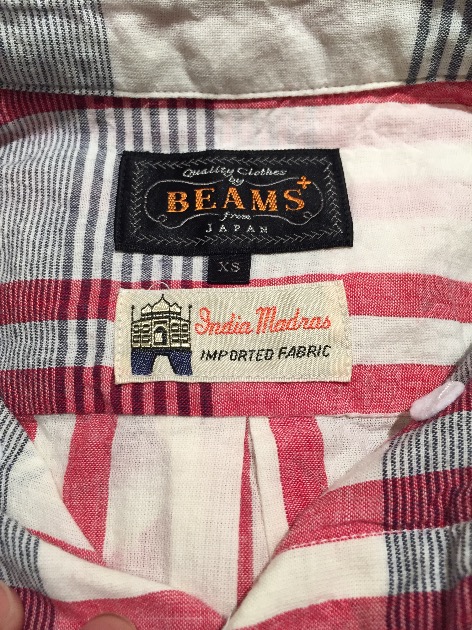 Quality Clothes
by
BEAMS+
from
JAPAN
XS
India Madras
IMPORTED FABRIC